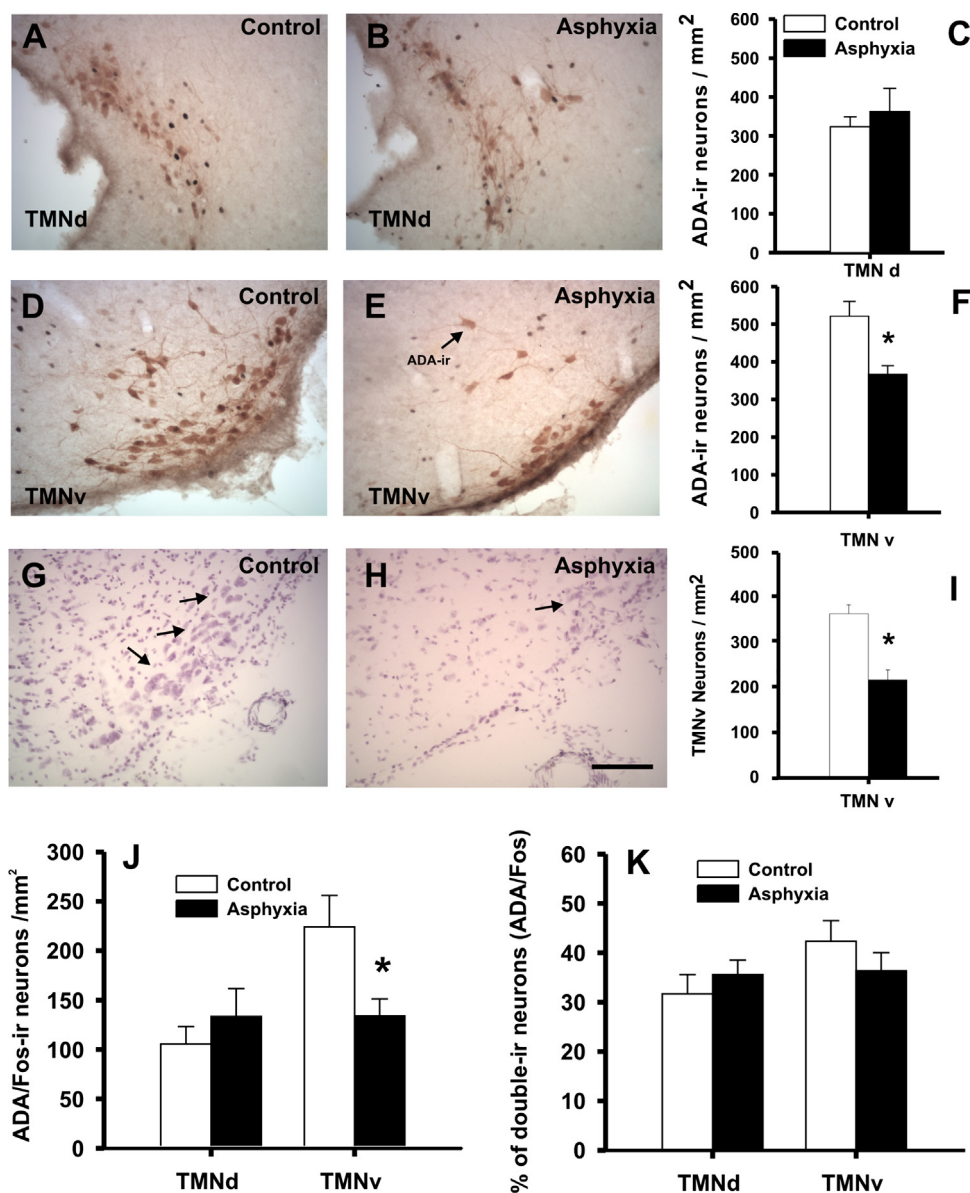 A
Control
TMNd
B
Asphyxia
TMNd
C
Control
Asphyxia
ADA-ir neurons / mm2
600
500
400
300
200
100
0
TMN d
D
Control
TMNv
E
Asphyxia
ADA-ir
TMNv
F
ADA-ir neurons / mm2
600
500
400
300
200
100
0
*
TMN v
G
Control
H
Asphyxia
I
TMNv Neurons / mm2
500
400
300
200
100
0
*
TMN v
J
Control
Asphyxia
ADA/Fos-ir neurons /mm2
300
250
200
150
100
50
0
*
TMNd
TMNv
K
Control
Asphyxia
% of double-ir neurons (ADA/Fos)
60
50
40
30
20
10
0
TMNd
TMNv